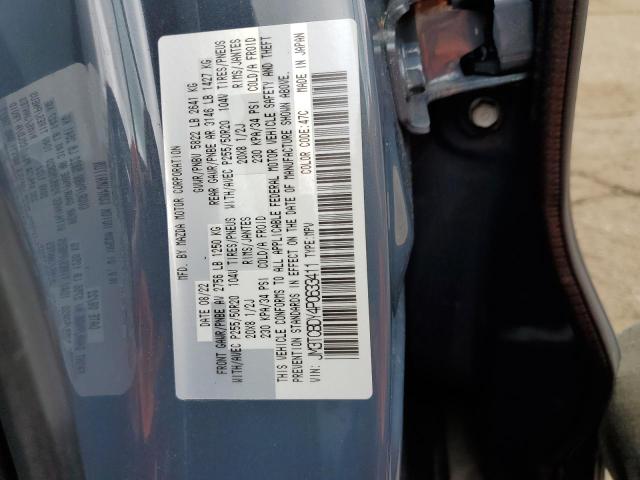 MFD. BY MAZDA MOTOR CORPORATION
DATE 08/22 GVWR/PNBV 5822 LB 2641 KG
FRONT GAWR/PNBE AV 2756 LB 1250 KG REAR GAWR/PNBE AR 3146 LB 1427 KG
WITH/AVEC P255/50R20 104V TIRES/PNEUS WITH/AVEC P255/50R20 104V TIRES/PNEUS
20X8 1/2J RIMS/JANTES 20X8 1/2J RIMS/JANTES
230 KPA/34 PSI COLD/A FROID 230 KPA/34 PSI COLD/A FROID
THIS VEHICLE CONFORMS TO ALL APPLICABLE FEDERAL MOTOR VEHICLE SAFETY AND THEFT
PREVENTION STANDARDS IN EFFECT ON THE DATE OF MANUFACTURE SHOWN ABOVE.
VIN: JM3TCBDY4P0633411 TYPE:MPV COLOR CODE:47C MADE IN JAPAN